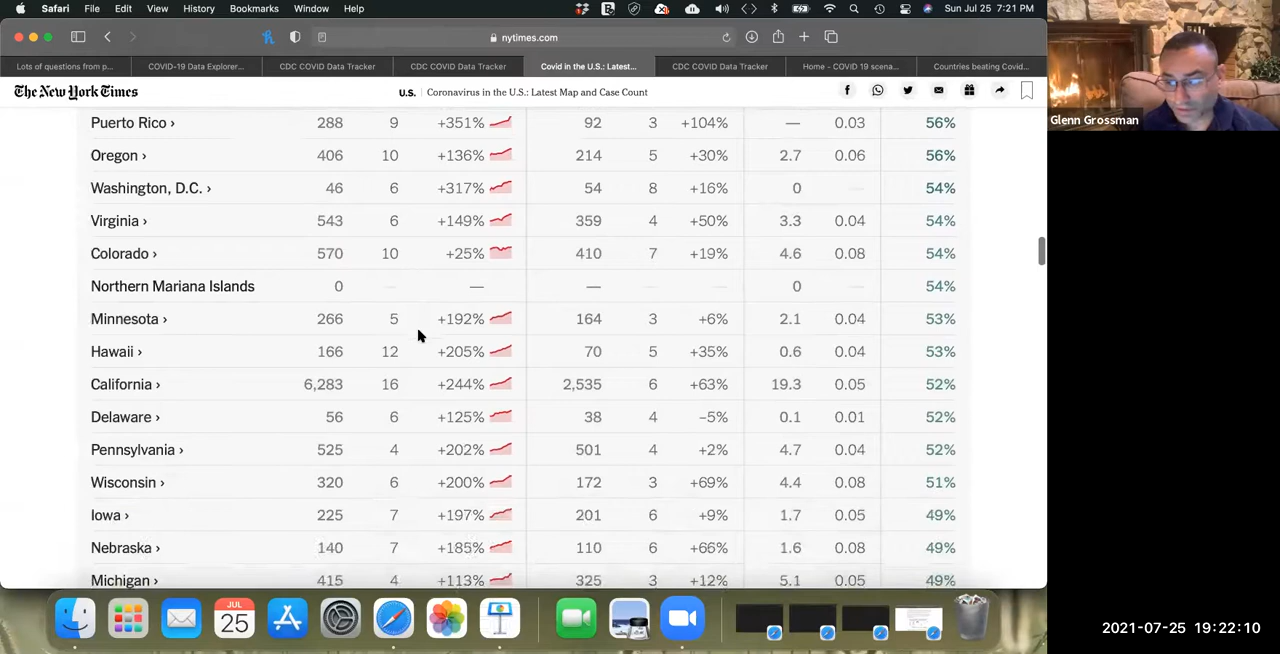 Safari File Edit View History Bookmarks Window Help Sun Jul 25 7:21 PM
nytimes.com
Lots of questions from p... COVID-19 Data Explorer... CDC COVID Data Tracker CDC COVID Data Tracker Covid in the U.S.: Latest... CDC COVID Data Tracker Home - COVID 19 scena... Countries beating Covid...
The New York Times U.S. Coronavirus in the U.S.: Latest Map and Case Count
Puerto Rico › 288 9 +351% 92 3 +104% — 0.03 56%
Oregon › 406 10 +136% 214 5 +30% 2.7 0.06 56%
Washington, D.C. › 46 6 +317% 54 8 +16% 0 — 54%
Virginia › 543 6 +149% 359 4 +50% 3.3 0.04 54%
Colorado › 570 10 +25% 410 7 +19% 4.6 0.08 54%
Northern Mariana Islands 0 — — — — — 0 — 54%
Minnesota › 266 5 +192% 164 3 +6% 2.1 0.04 53%
Hawaii › 166 12 +205% 70 5 +35% 0.6 0.04 53%
California › 6,283 16 +244% 2,535 6 +63% 19.3 0.05 52%
Delaware › 56 6 +125% 38 4 –5% 0.1 0.01 52%
Pennsylvania › 525 4 +202% 501 4 +2% 4.7 0.04 52%
Wisconsin › 320 6 +200% 172 3 +69% 4.4 0.08 51%
Iowa › 225 7 +197% 201 6 +9% 1.7 0.05 49%
Nebraska › 140 7 +185% 110 6 +66% 1.6 0.08 49%
Michigan › 415 4 +113% 325 3 +12% 5.1 0.05 49%
JUL
25
Glenn Grossman
2021-07-25 19:22:10